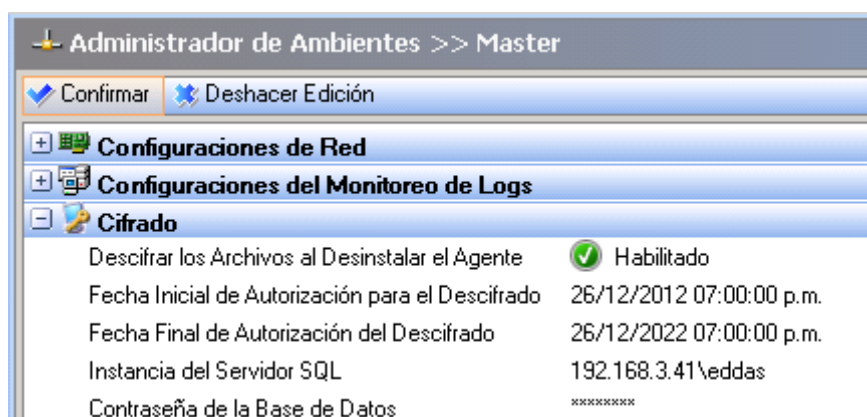 Administrador de Ambientes >> Master
Confirmar Deshacer Edición
Configuraciones de Red
Configuraciones del Monitoreo de Logs
Cifrado
Descifrar los Archivos al Desinstalar el Agente Habilitado
Fecha Inicial de Autorización para el Descifrado 26/12/2012 07:00:00 p.m.
Fecha Final de Autorización del Descifrado 26/12/2022 07:00:00 p.m.
Instancia del Servidor SQL 192.168.3.41\eddas
Contraseña de la Base de Datos ********